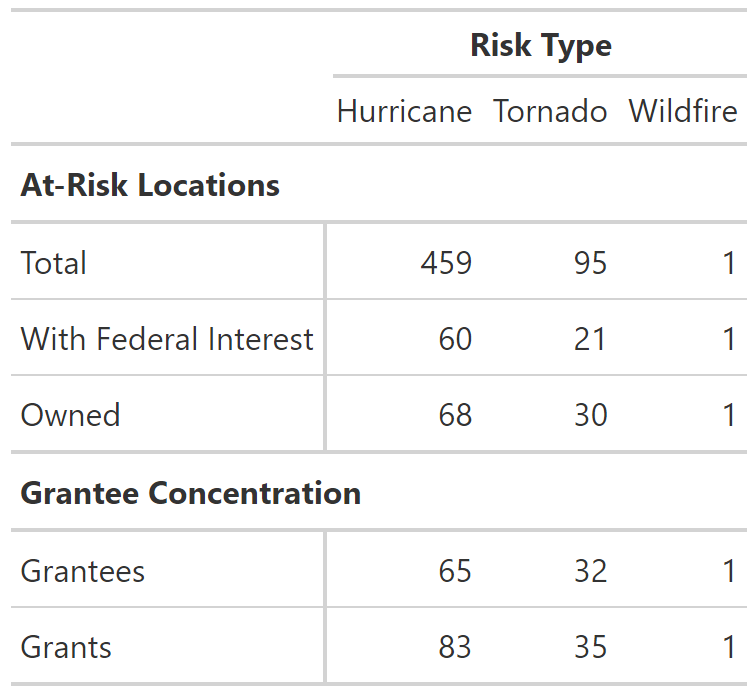 Risk Type
Hurricane Tornado Wildfire
At-Risk Locations
Total 459 95 1
With Federal Interest 60 21 1
Owned 68 30 1
Grantee Concentration
Grantees 65 32 1
Grants 83 35 1